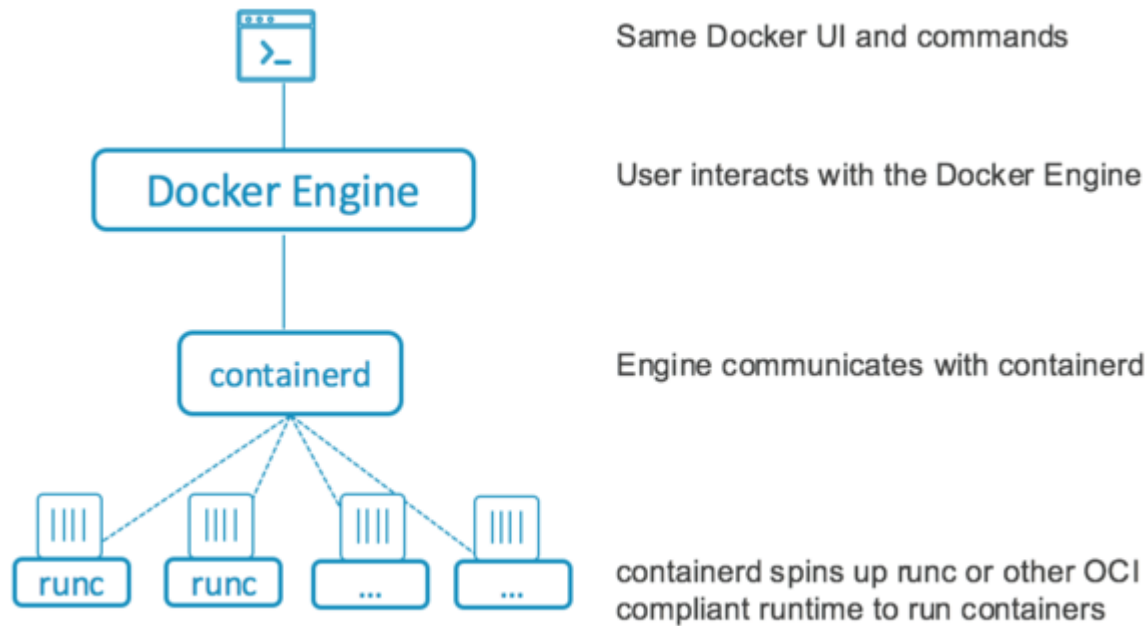 >_
Same Docker UI and commands
Docker Engine
User interacts with the Docker Engine
containerd
Engine communicates with containerd
runc
runc
...
...
containerd spins up runc or other OCI
compliant runtime to run containers